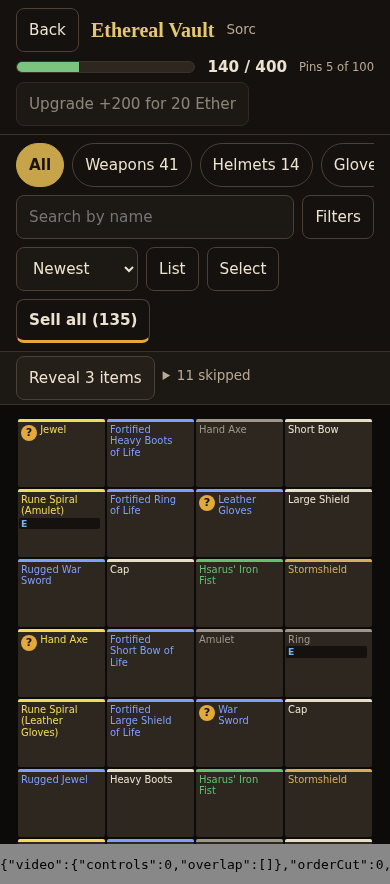 Back Ethereal Vault Sorc
140 / 400 Pins 5 of 100
Upgrade +200 for 20 Ether
All Weapons 41 Helmets 14 Glove
Search by name Filters
Newest List Select
Sell all (135)
Reveal 3 items ▶ 11 skipped
? Jewel
Fortified
Heavy Boots
of Life
Hand Axe
Short Bow
Rune Spiral
(Amulet)
E
Fortified Ring
of Life
? Leather
Gloves
Large Shield
Rugged War
Sword
Cap
Hsarus' Iron
Fist
Stormshield
? Hand Axe
Fortified
Short Bow of
Life
Amulet
Ring
E
Rune Spiral
(Leather
Gloves)
Fortified
Large Shield
of Life
? War
Sword
Cap
Rugged Jewel
Heavy Boots
Hsarus' Iron
Fist
Stormshield
{"video":{"controls":0,"overlap":[]},"orderCut":0,